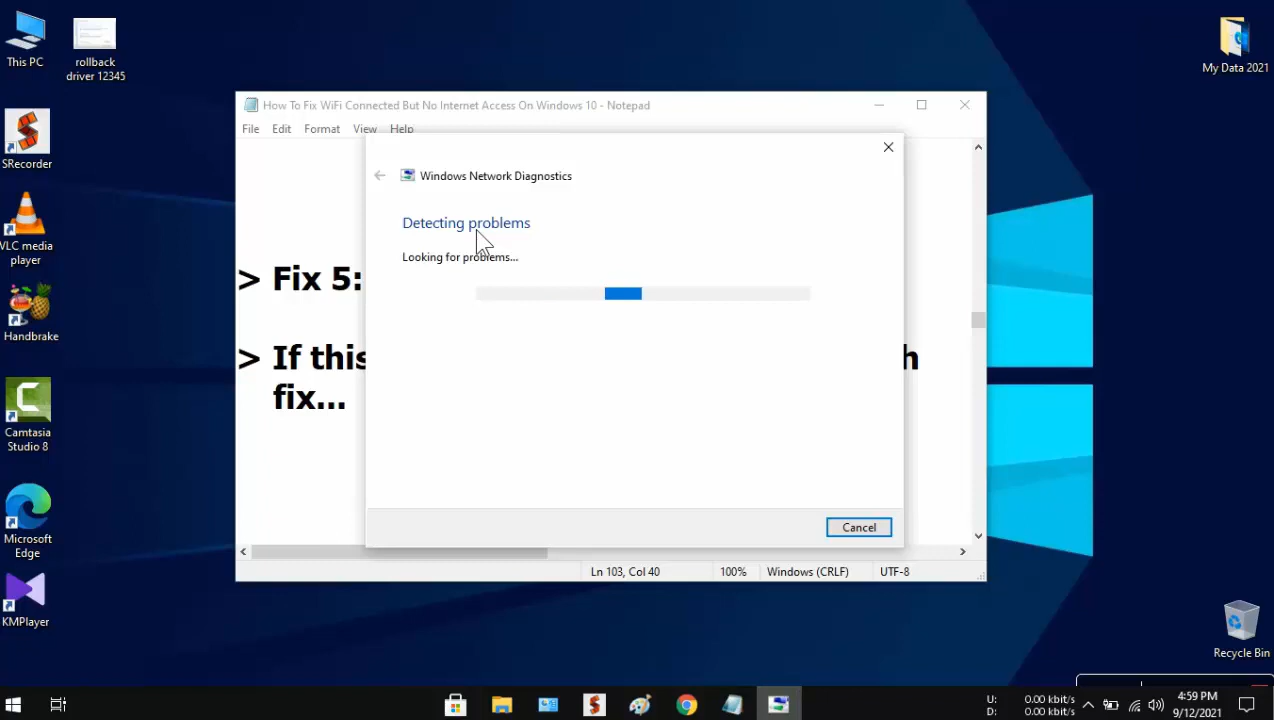 This PC
rollback
driver 12345
My Data 2021
SRecorder
VLC media
player
Handbrake
Camtasia
Studio 8
Microsoft
Edge
KMPlayer
How To Fix WiFi Connected But No Internet Access On Windows 10 - Notepad
File Edit Format View Help
> Fix 5:
> If this h
fix...
Windows Network Diagnostics
Detecting problems
Looking for problems...
Cancel
Ln 103, Col 40 100% Windows (CRLF) UTF-8
Recycle Bin
U: 0.00 kbit/s
D: 0.00 kbit/s
4:59 PM
9/12/2021